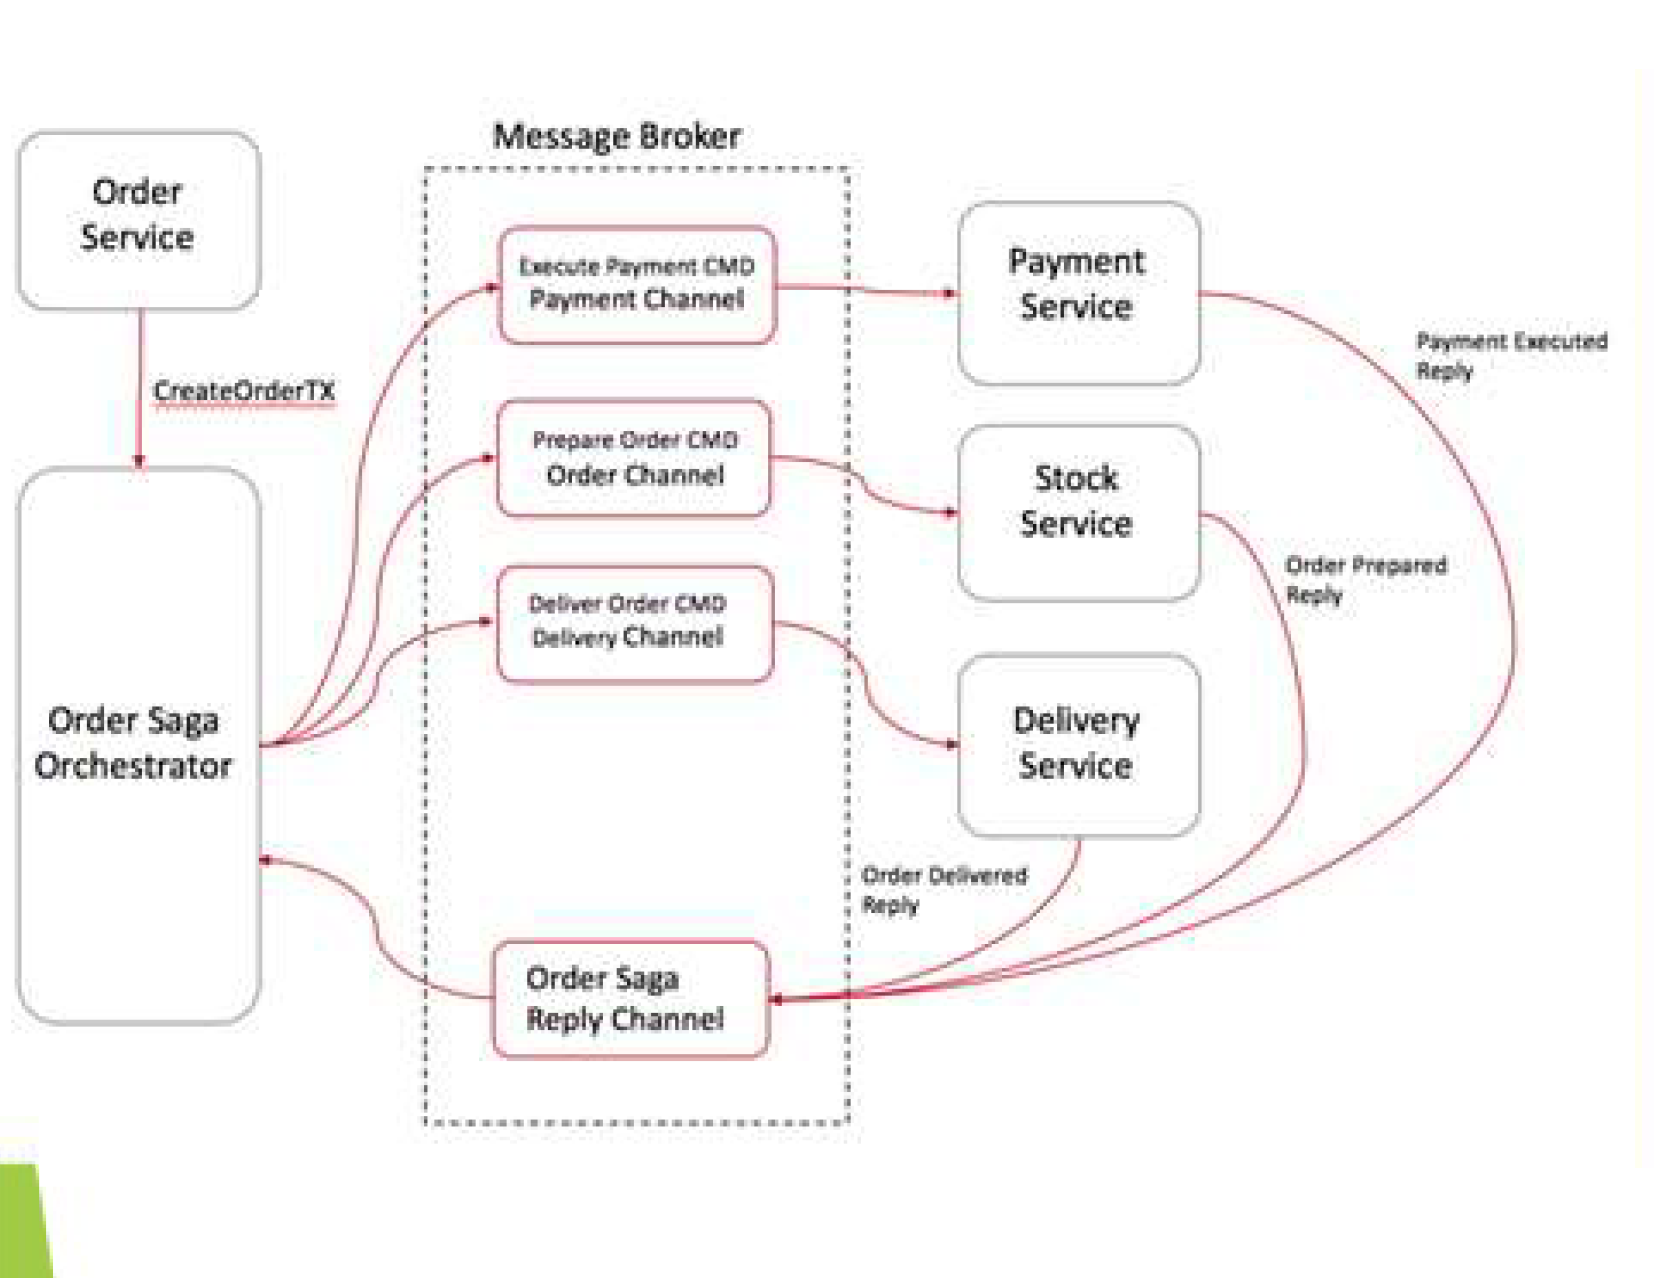 Message Broker
Order
Service
CreateOrderTX
Order Saga
Orchestrator
Execute Payment CMD
Payment Channel
Prepare Order CMD
Order Channel
Deliver Order CMD
Delivery Channel
Order Saga
Reply Channel
Payment
Service
Stock
Service
Delivery
Service
Payment Executed
Reply
Order Prepared
Reply
Order Delivered
Reply